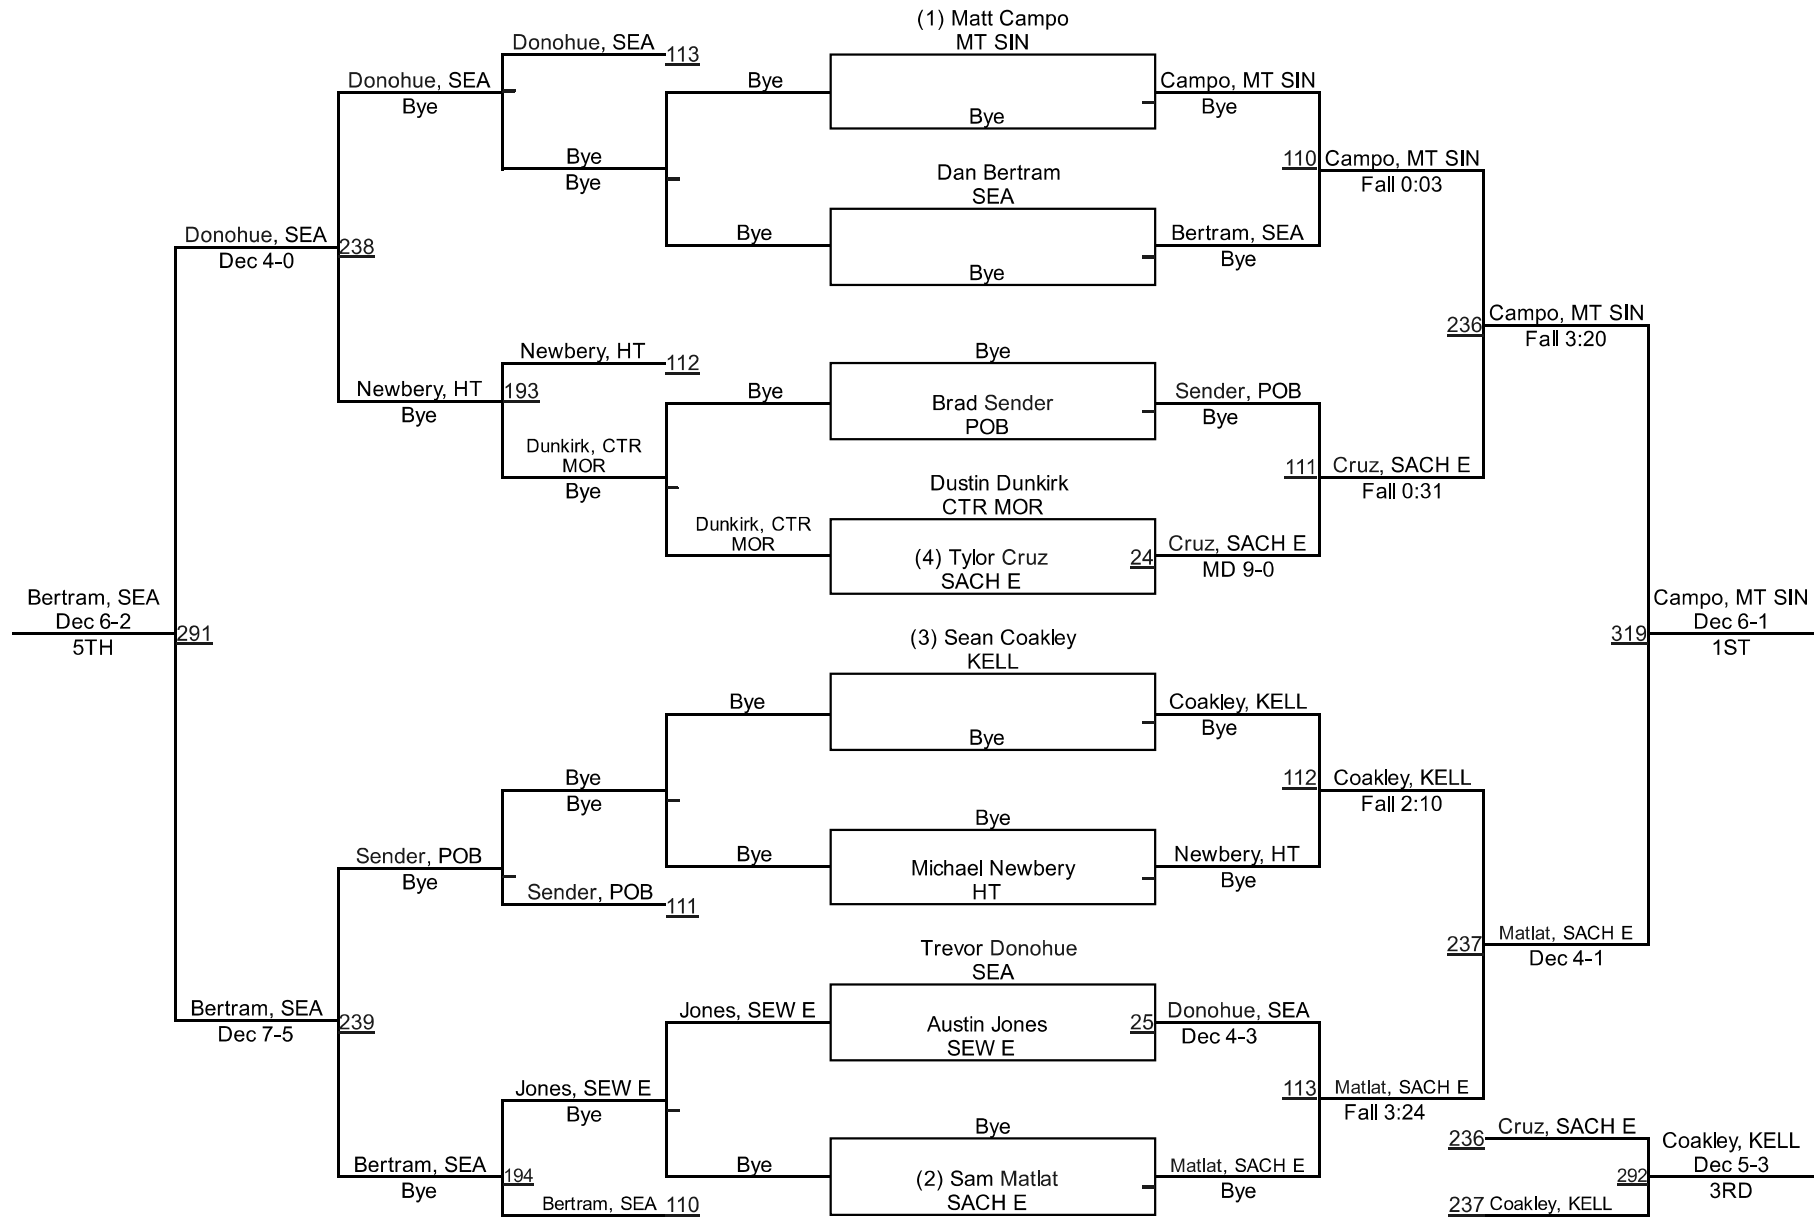 (1) Matt Campo
MT SIN
Donohue, SEA
113
Donohue, SEA
Bye
Bye
Campo, MT SIN
Bye
Bye
Bye
Bye
110
Campo, MT SIN
Fall 0:03
Dan Bertram
SEA
Donohue, SEA
Dec 4-0
238
Bye
Bye
Bertram, SEA
Bye
Campo, MT SIN
Fall 3:20
236
Newbery, HT
112
Bye
Newbery, HT
Bye
193
Bye
Brad Sender
POB
Sender, POB
Bye
Dunkirk, CTR
MOR
Bye
111
Cruz, SACH E
Fall 0:31
Dustin Dunkirk
CTR MOR
Dunkirk, CTR
MOR
(4) Tylor Cruz
SACH E
24
Cruz, SACH E
MD 9-0
Bertram, SEA
Dec 6-2
5TH
291
Campo, MT SIN
Dec 6-1
1ST
319
(3) Sean Coakley
KELL
Bye
Bye
Coakley, KELL
Bye
Bye
Bye
112
Coakley, KELL
Fall 2:10
Bye
Sender, POB
Bye
Bye
Michael Newbery
HT
Newbery, HT
Bye
Sender, POB
111
237
Matlat, SACH E
Dec 4-1
Trevor Donohue
SEA
Bertram, SEA
Dec 7-5
239
Jones, SEW E
Austin Jones
SEW E
25
Donohue, SEA
Dec 4-3
Jones, SEW E
Bye
113
Matlat, SACH E
Fall 3:24
Bye
Bertram, SEA
Bye
194
Bye
(2) Sam Matlat
SACH E
Matlat, SACH E
Bye
Bertram, SEA
110
236
Cruz, SACH E
Coakley, KELL
Dec 5-3
3RD
292
237
Coakley, KELL